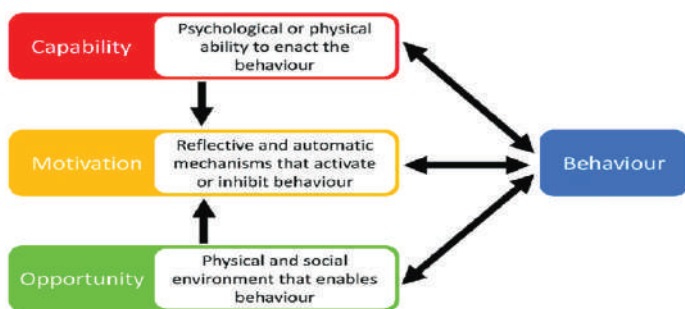 Capability
Psychological or physical
ability to enact the
behaviour
Motivation
Reflective and automatic
mechanisms that activate
or inhibit behaviour
Behaviour
Opportunity
Physical and social
environment that enables
behaviour